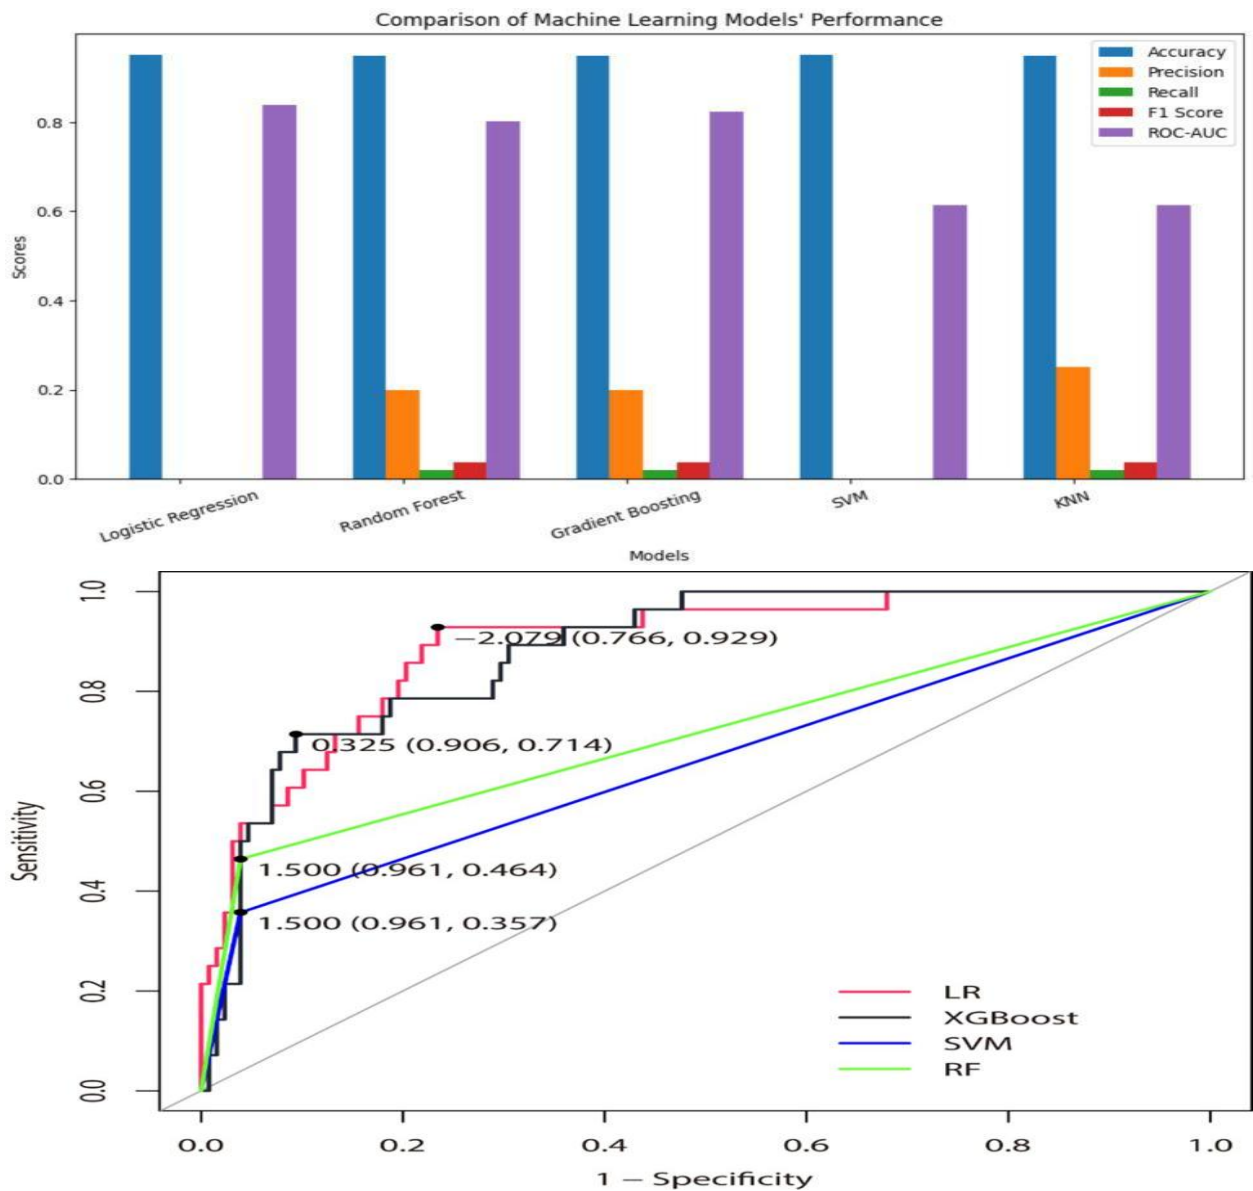 Comparison of Machine Learning Models' Performance
Accuracy
Precision
Recall
F1 Score
ROC-AUC
0.8
0.6
0.4
0.2
0.0
Scores
Logistic Regression
Random Forest
Gradient Boosting
SVM
KNN
Models
1.0
0.8
0.6
0.4
0.2
0.0
Sensitivity
−2.079 (0.766, 0.929)
0.325 (0.906, 0.714)
1.500 (0.961, 0.464)
1.500 (0.961, 0.357)
LR
XGBoost
SVM
RF
0.0 0.2 0.4 0.6 0.8 1.0
1 − Specificity